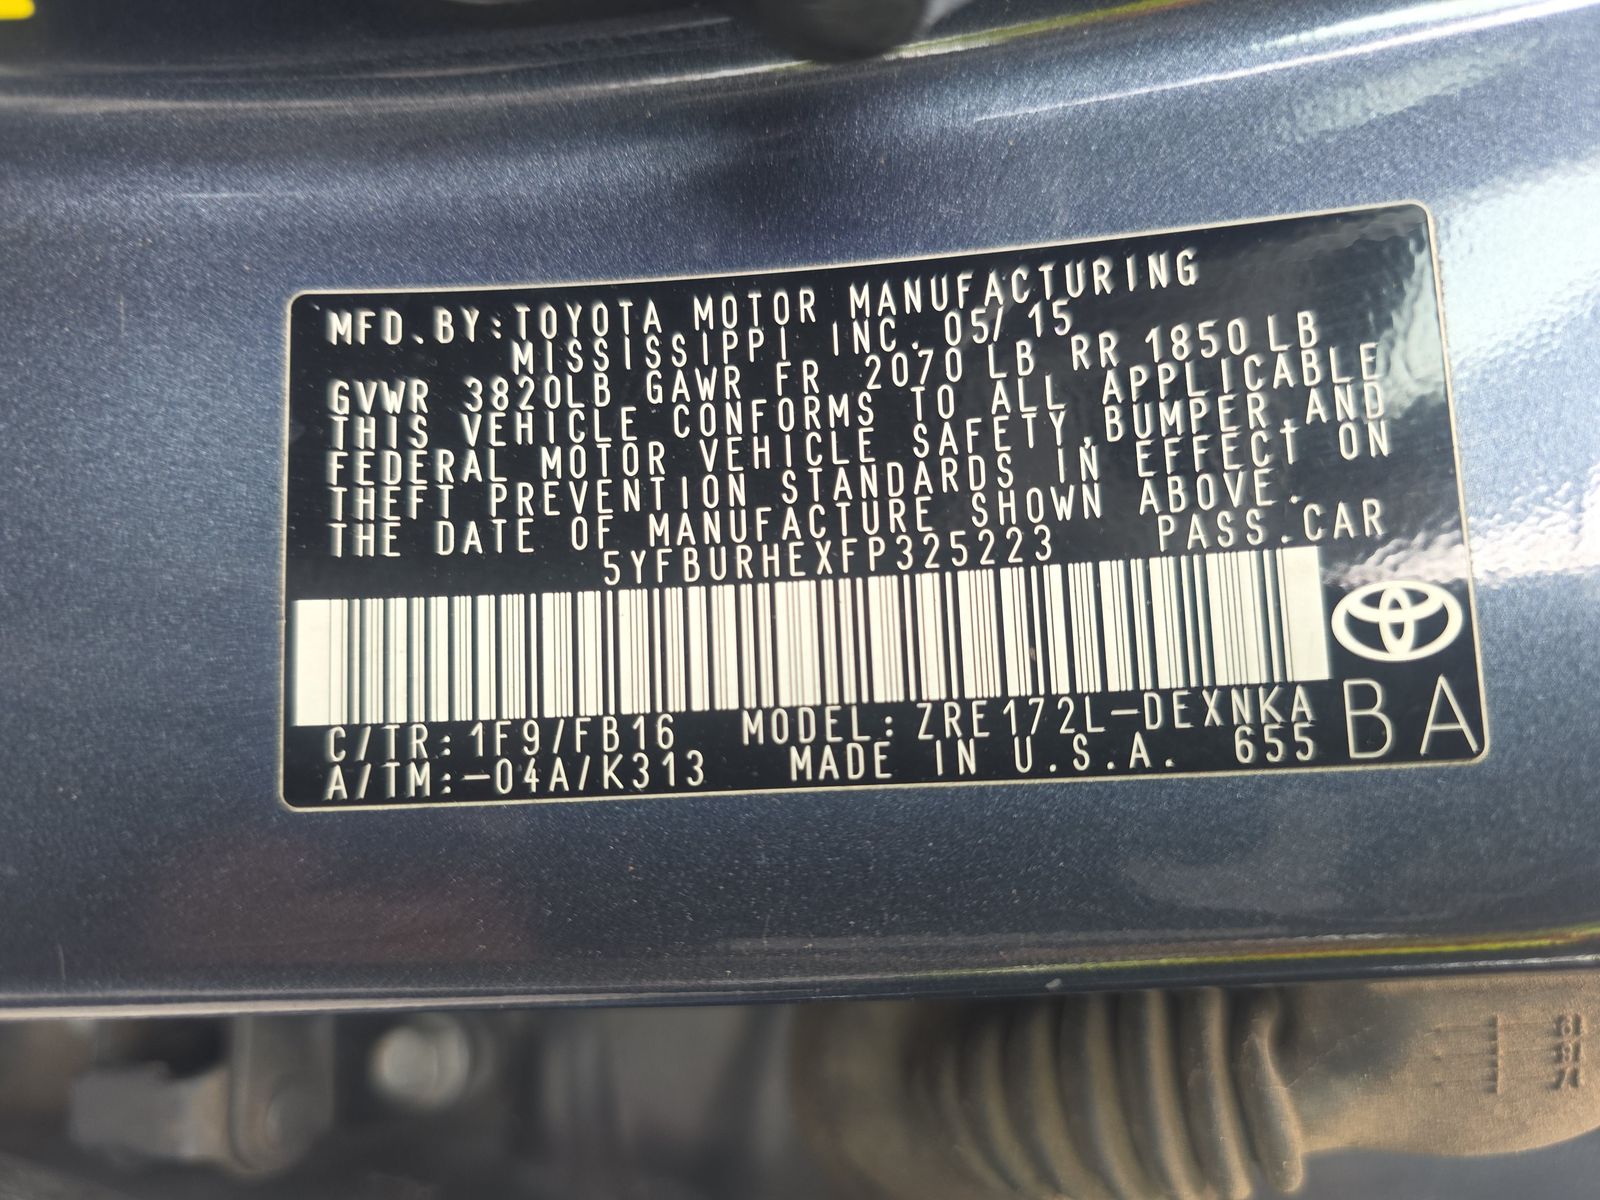 MFD.BY:TOYOTA MOTOR MANUFACTURING
MISSISSIPPI INC. 05/15
GVWR 3820LB GAWR FR 2070 LB RR 1850 LB
THIS VEHICLE CONFORMS TO ALL APPLICABLE
FEDERAL MOTOR VEHICLE SAFETY,BUMPER,AND
THEFT PREVENTION STANDARDS IN EFFECT ON
THE DATE OF MANUFACTURE SHOWN ABOVE.
5YFBURHEXFP325223 PASS.CAR
C/TR:1F9/FB16 MODEL:ZRE172L-DEXNKA
A/TM:-04A/K313 MADE IN U.S.A. 655
BA